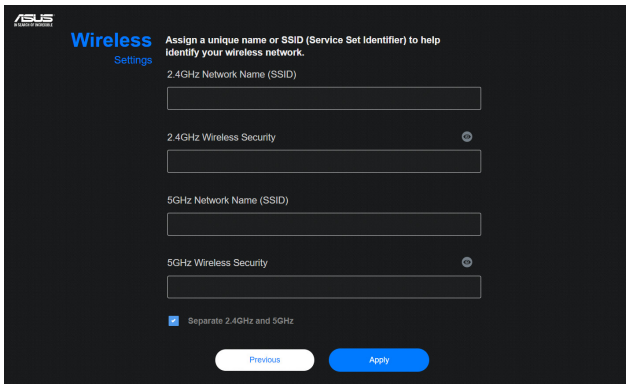 ASUS
IN SEARCH OF INCREDIBLE
Wireless
Settings
Assign a unique name or SSID (Service Set Identifier) to help
identify your wireless network.
2.4GHz Network Name (SSID)
2.4GHz Wireless Security
5GHz Network Name (SSID)
5GHz Wireless Security
Separate 2.4GHz and 5GHz
Previous
Apply